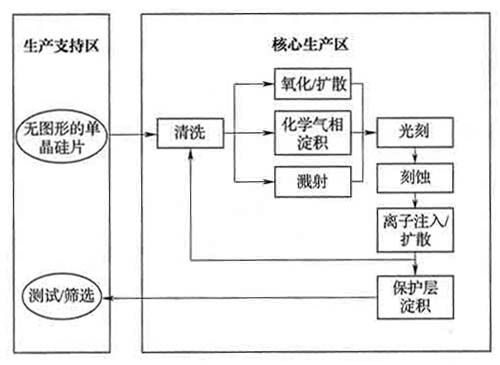 生产支持区
核心生产区
无图形的单
晶硅片
清洗
氧化/扩散
化学气相
淀积
溅射
光刻
刻蚀
离子注入/
扩散
保护层
淀积
测试/筛选